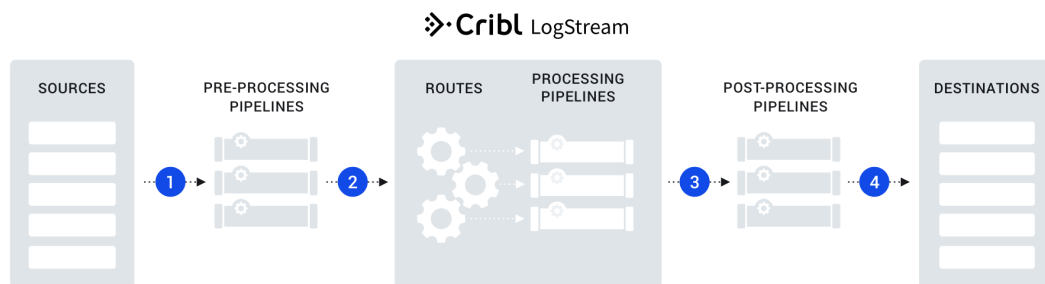 Cribl LogStream
SOURCES
PRE-PROCESSING
PIPELINES
ROUTES
PROCESSING
PIPELINES
POST-PROCESSING
PIPELINES
DESTINATIONS
1
2
3
4